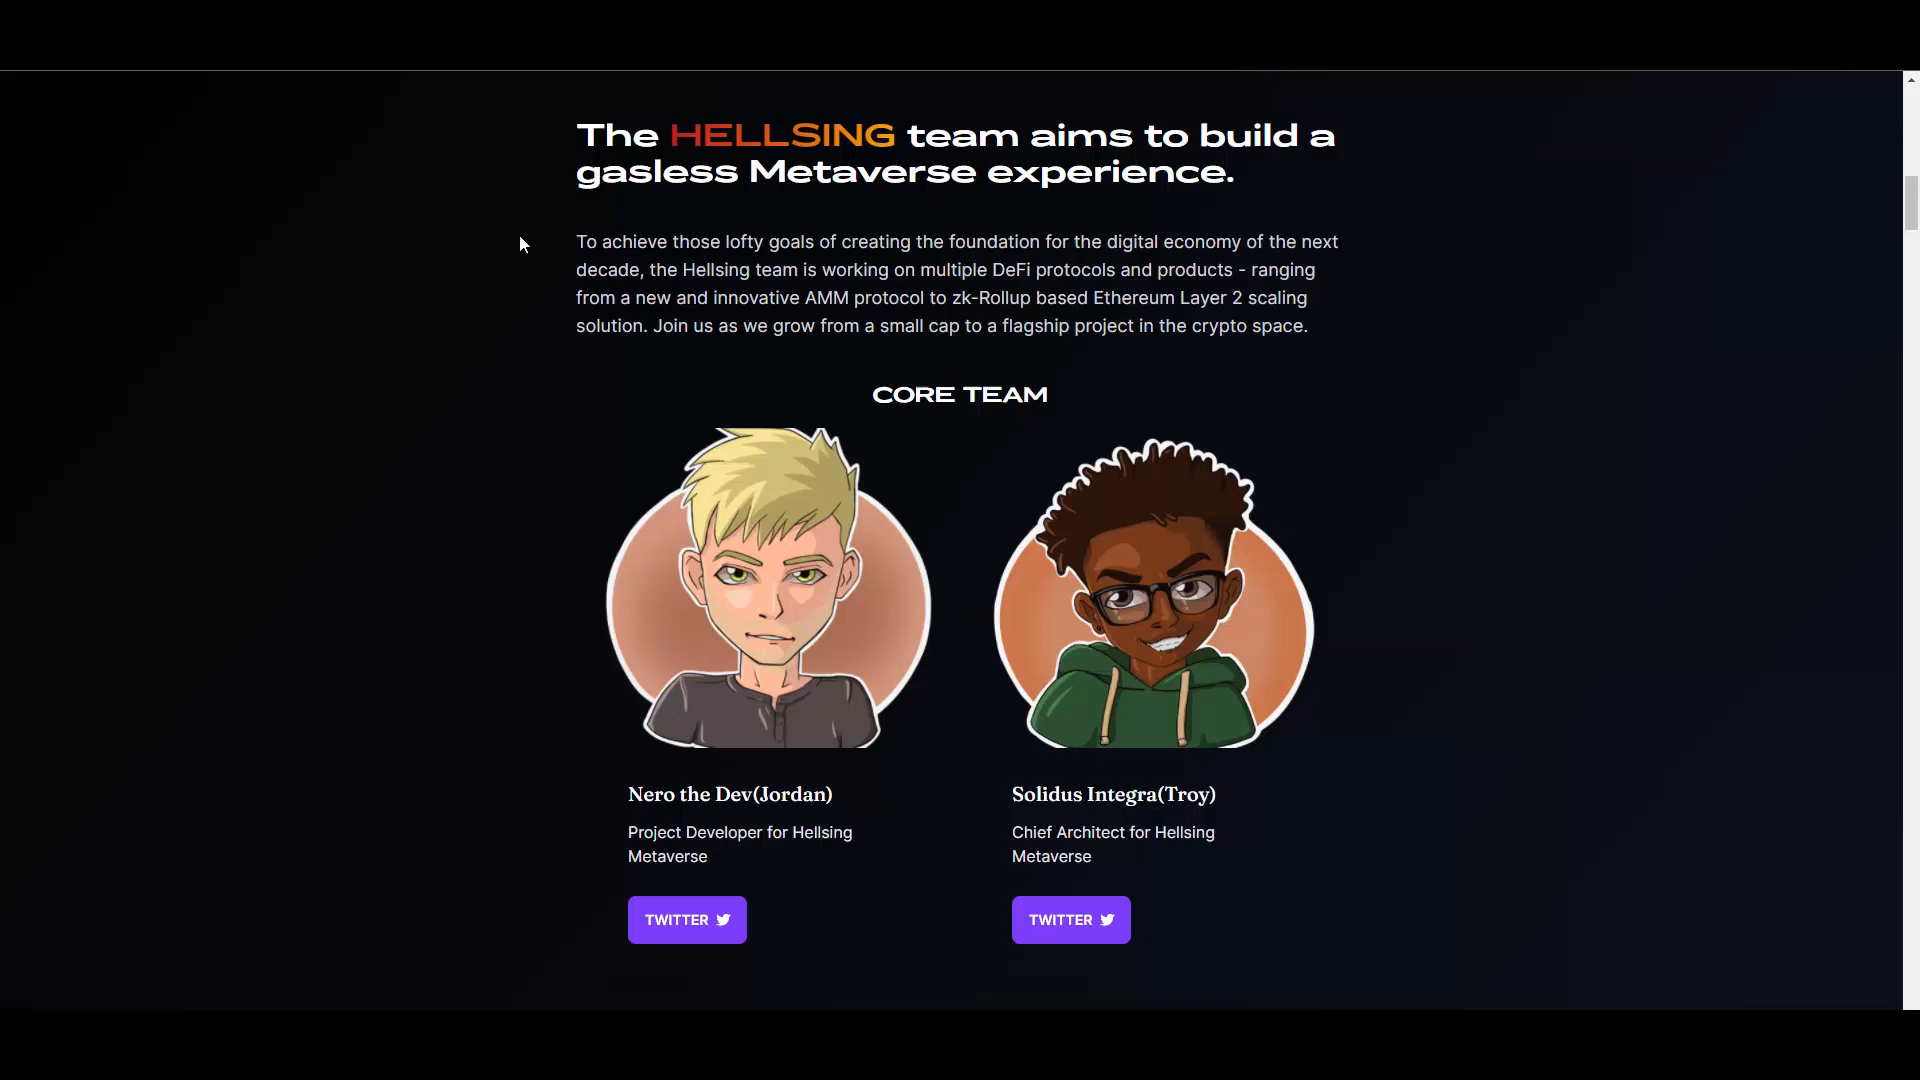 The HELLSING team aims to build a
gasless Metaverse experience.
To achieve those lofty goals of creating the foundation for the digital economy of the next
decade, the Hellsing team is working on multiple DeFi protocols and products - ranging
from a new and innovative AMM protocol to zk-Rollup based Ethereum Layer 2 scaling
solution. Join us as we grow from a small cap to a flagship project in the crypto space.
CORE TEAM
Nero the Dev(Jordan)
Project Developer for Hellsing
Metaverse
TWITTER
Solidus Integra(Troy)
Chief Architect for Hellsing
Metaverse
TWITTER